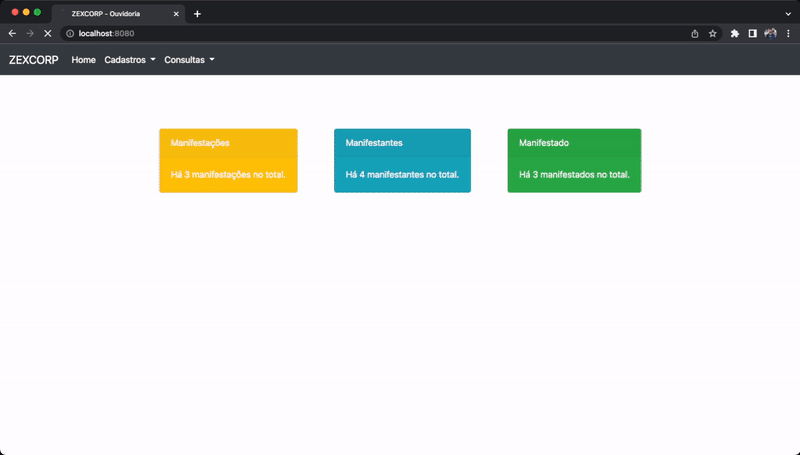 ZEXCORP - Ouvidoria
localhost:8080
ZEXCORP Home Cadastros Consultas
Manifestações
Há 3 manifestações no total.
Manifestantes
Há 4 manifestantes no total.
Manifestado
Há 3 manifestados no total.